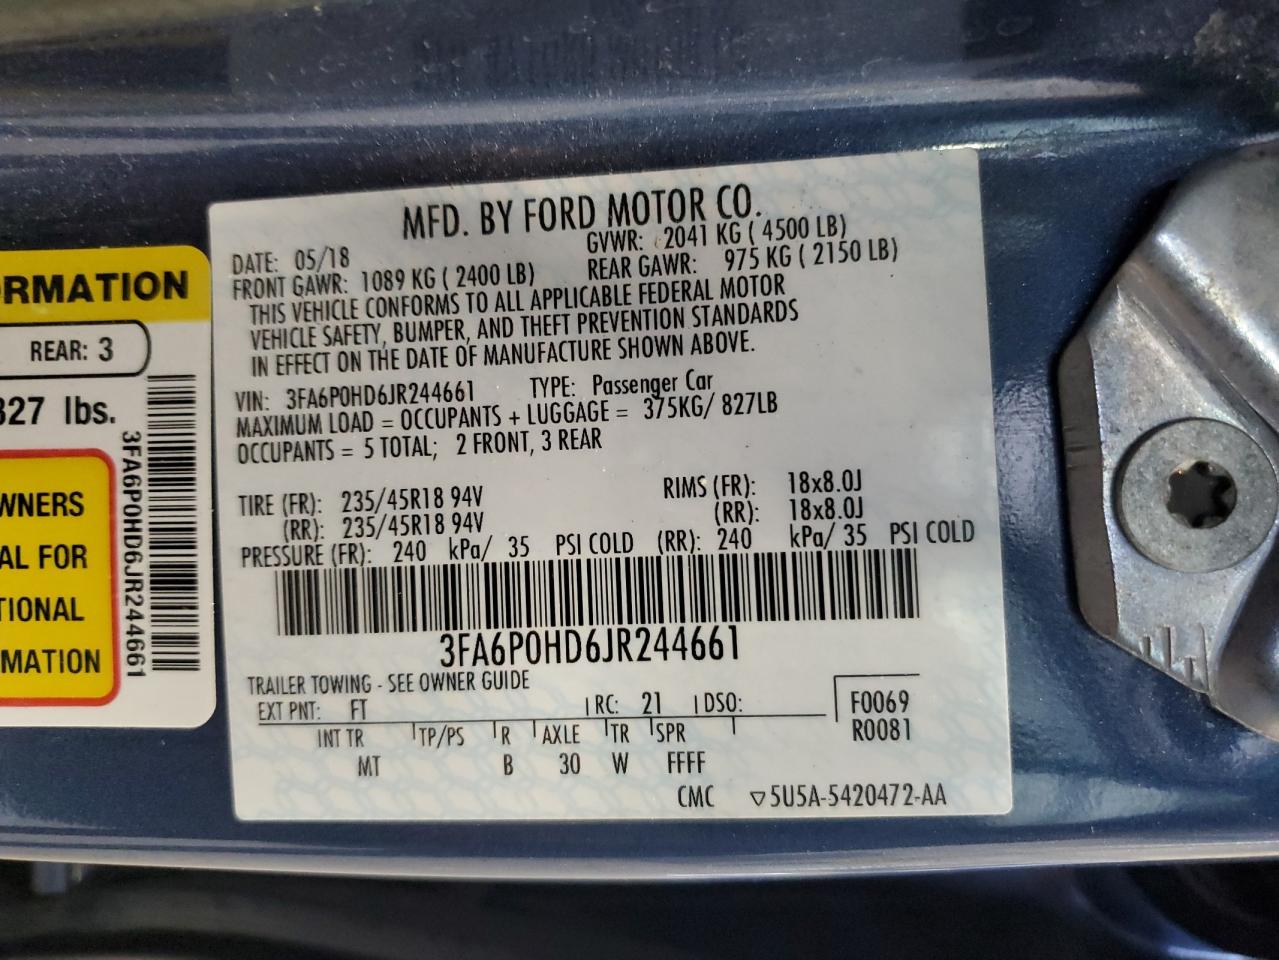 MFD. BY FORD MOTOR CO.
DATE: 05/18 GVWR: 2041 KG ( 4500 LB)
FRONT GAWR: 1089 KG ( 2400 LB) REAR GAWR: 975 KG ( 2150 LB)
THIS VEHICLE CONFORMS TO ALL APPLICABLE FEDERAL MOTOR
VEHICLE SAFETY, BUMPER, AND THEFT PREVENTION STANDARDS
IN EFFECT ON THE DATE OF MANUFACTURE SHOWN ABOVE.
VIN: 3FA6P0HD6JR244661 TYPE: Passenger Car
MAXIMUM LOAD = OCCUPANTS + LUGGAGE = 375KG/ 827LB
OCCUPANTS = 5 TOTAL; 2 FRONT, 3 REAR
TIRE (FR): 235/45R18 94V RIMS (FR): 18x8.0J
(RR): 235/45R18 94V (RR): 18x8.0J
PRESSURE (FR): 240 kPa/ 35 PSI COLD (RR): 240 kPa/ 35 PSI COLD
3FA6P0HD6JR244661
TRAILER TOWING - SEE OWNER GUIDE
EXT PNT: FT RC: 21 DSO: F0069
INT TR TP/PS R AXLE TR SPR R0081
MT B 30 W FFFF
CMC ▽5U5A-5420472-AA
RMATION
REAR: 3
827 lbs.
3FA6P0HD6JR244661
WNERS
AL FOR
TIONAL
RMATION